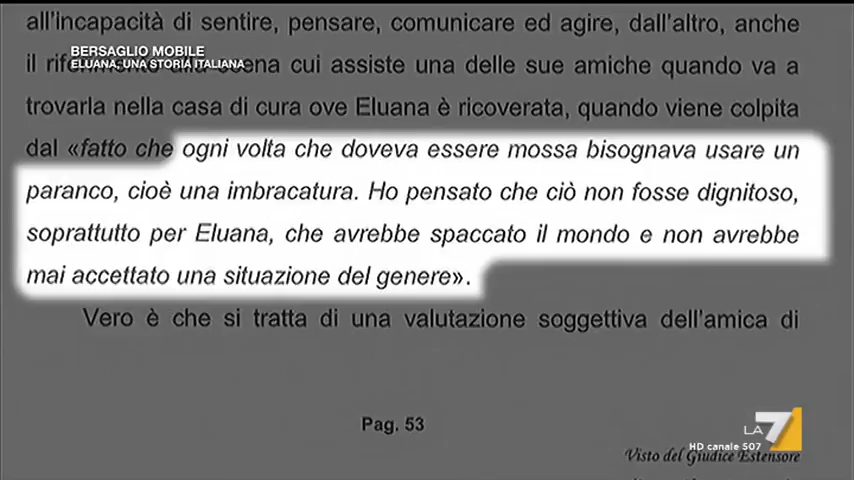 all'incapacità di sentire, pensare, comunicare ed agire, dall'altro, anche
BERSAGLIO MOBILE
ELUANA, UNA STORIA ITALIANA
il riferimento alla scena cui assiste una delle sue amiche quando va a
trovarla nella casa di cura ove Eluana è ricoverata, quando viene colpita
dal «fatto che ogni volta che doveva essere mossa bisognava usare un
paranco, cioè una imbracatura. Ho pensato che ciò non fosse dignitoso,
soprattutto per Eluana, che avrebbe spaccato il mondo e non avrebbe
mai accettato una situazione del genere».
Vero è che si tratta di una valutazione soggettiva dell'amica di
Pag. 53
LA7
HD canale 507
Visto del Giudice Estensore